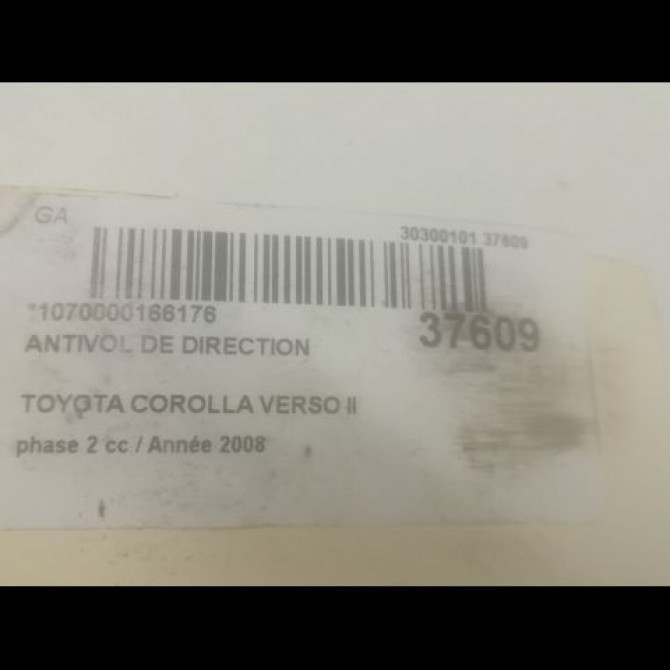 GA
30300101 37609
*1070000166176
37609
ANTIVOL DE DIRECTION
TOYOTA COROLLA VERSO II
phase 2 cc / Année 2008